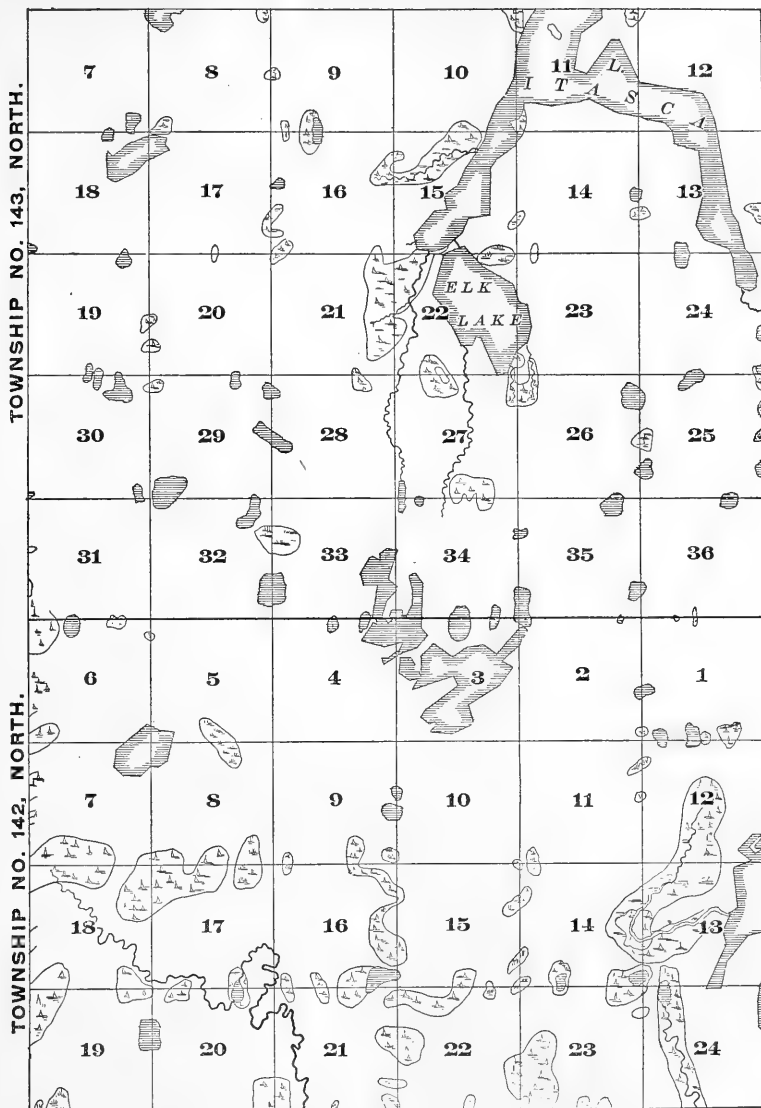 TOWNSHIP NO. 143, NORTH.
7 8 9 10 11 12
ITASCA
18 17 16 15 14 13
19 20 21 22 23 24
ELK
LAKE
30 29 28 27 26 25
31 32 33 34 35 36
TOWNSHIP NO. 142, NORTH.
6 5 4 3 2 1
7 8 9 10 11 12
18 17 16 15 14 13
19 20 21 22 23 24